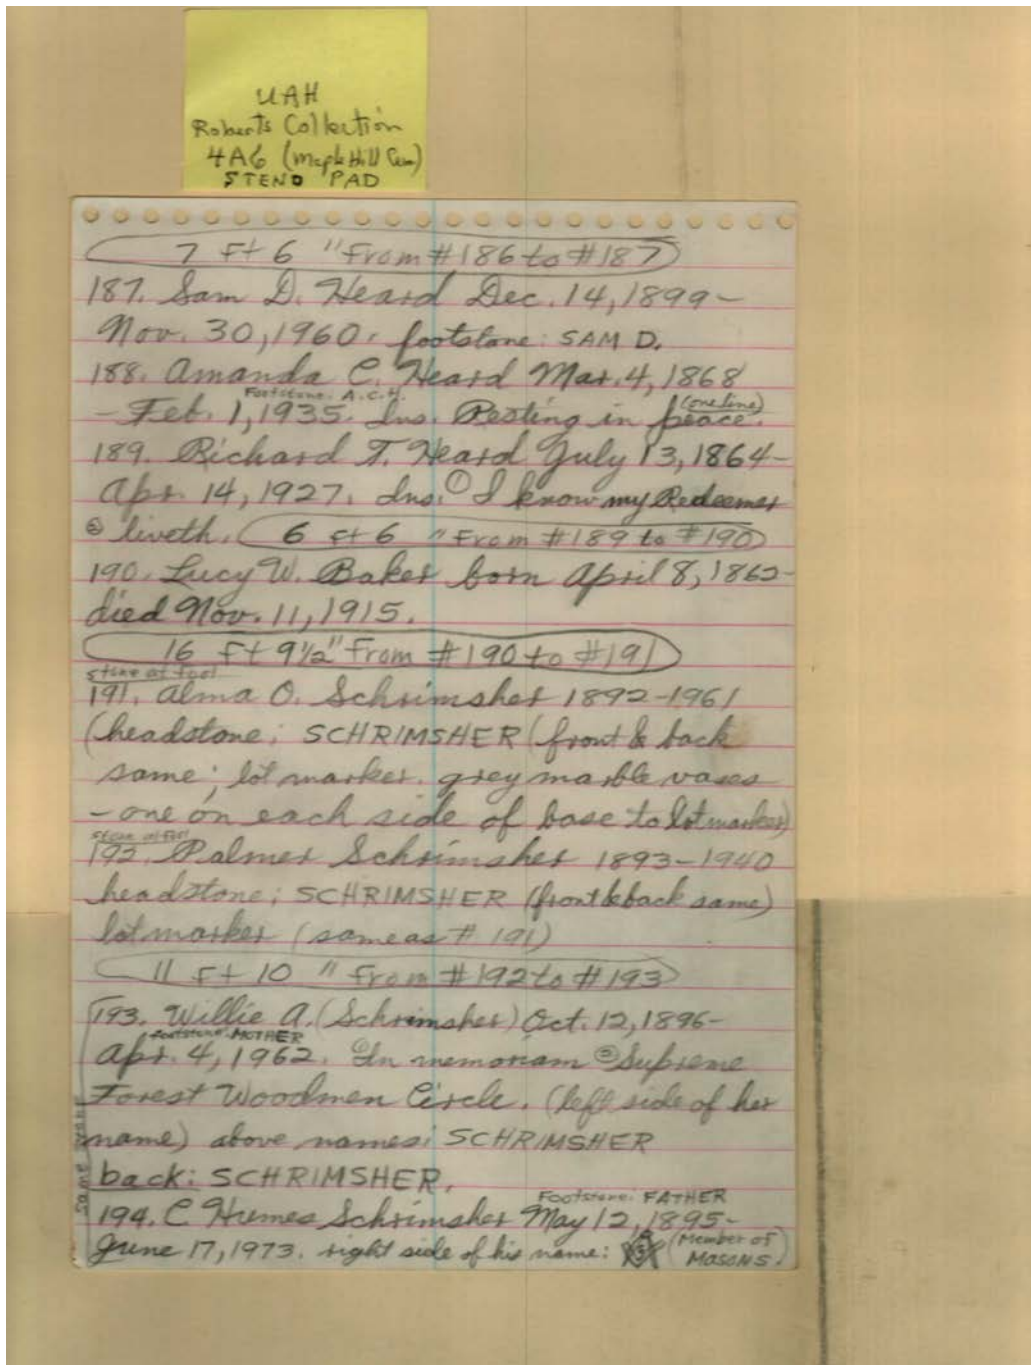 UAH
Roberts Collection
4A6 (Maple Hill Cem)
STENO PAD
7 Ft 6 " From #186 to #187
187. Sam D. Heard Dec. 14, 1899-
Nov. 30, 1960. footstone: SAM D.
188. Amanda C. Heard Mar. 4, 1868
Footstone: A.C.H.
- Feb. 1, 1935. Ins. Resting in peace. (one line)
189. Richard T. Heard July 13, 1864-
Apr. 14, 1927. Ins. ① I know my Redeemer
② liveth. 6 ft 6 " From #189 to #190
190. Lucy W. Baker born April 8, 1862-
died Nov. 11, 1915.
16 Ft 9½" From #190 to #191
stone at foot
191. Alma O. Schrimsher 1892-1961
(headstone: SCHRIMSHER (front & back
same; lot marker. grey marble vases
- one on each side of base to lot marker)
stone at foot
192. Palmer Schrimsher 1893-1940
headstone: SCHRIMSHER (front & back same)
lot marker (same as # 191)
11 Ft 10 " From #192 to #193
193. Willie A. (Schrimsher) Oct. 12, 1896-
footstone: MOTHER
Apr. 4, 1962. In memoriam ② Supreme
Forest Woodmen Circle. (left side of her
name) above names: SCHRIMSHER
back: SCHRIMSHER.
same stone
Footstone: FATHER
194. C Humes Schrimsher May 12, 1895-
June 17, 1973. right side of his name: (Member of
MASONS.)